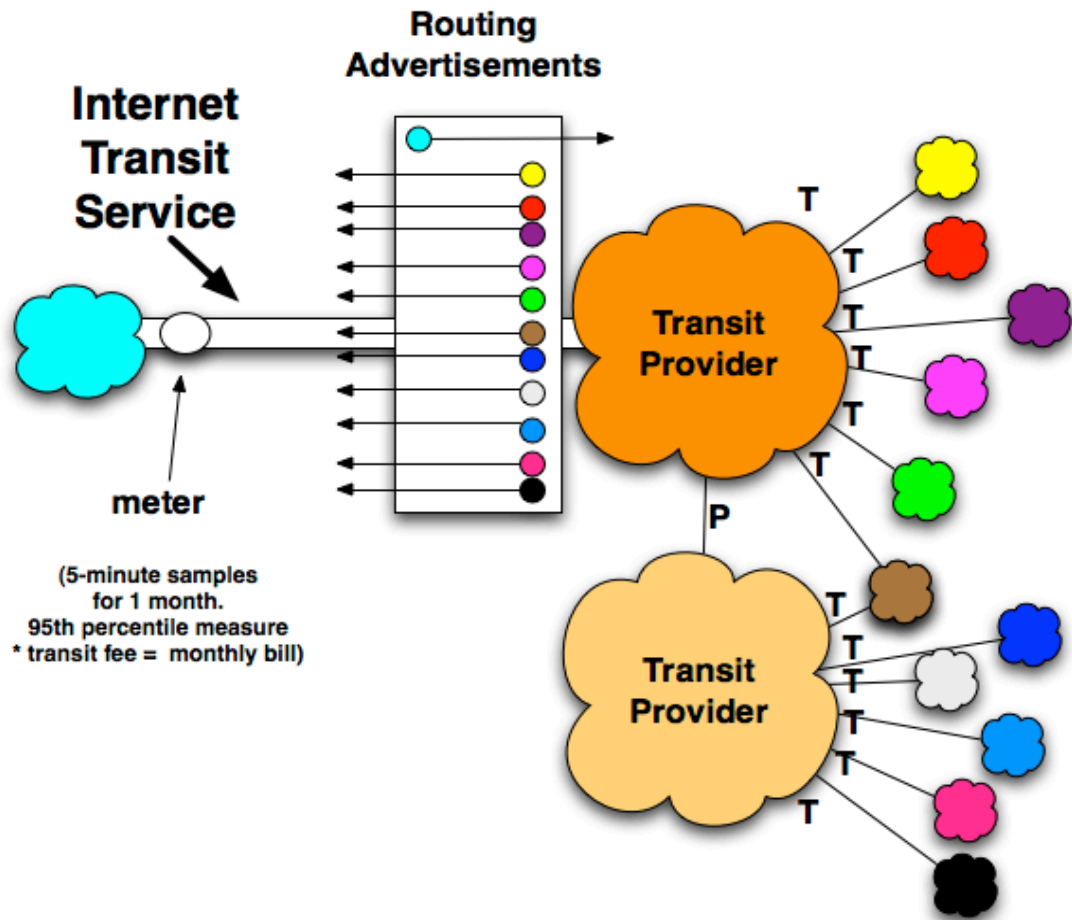 Routing
Advertisements
Internet
Transit
Service
T
T
T
T
T
T
Transit
Provider
meter
P
(5-minute samples
for 1 month.
95th percentile measure
* transit fee =  monthly bill)
T
T
T
T
T
T
Transit
Provider